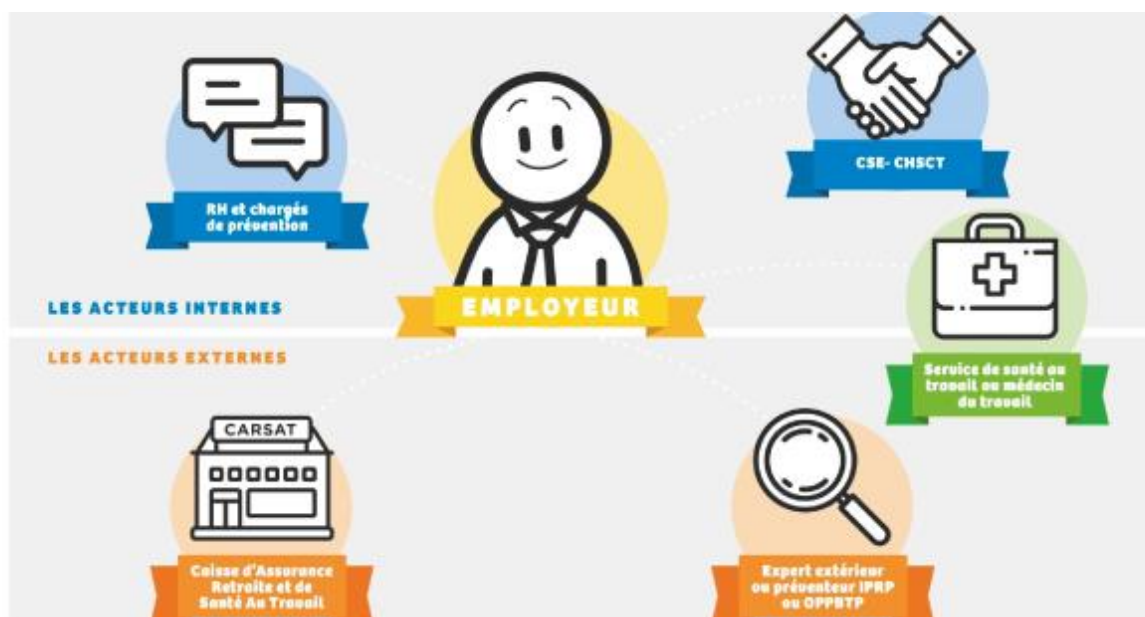 RH et chargés
de prévention
EMPLOYEUR
CSE- CHSCT
LES ACTEURS INTERNES
LES ACTEURS EXTERNES
Service de santé au
travail ou médecin
du travail
CARSAT
Caisse d'Assurance
Retraite et de
Santé Au Travail
Expert extérieur
ou préventeur IPRP
ou OPPBTP